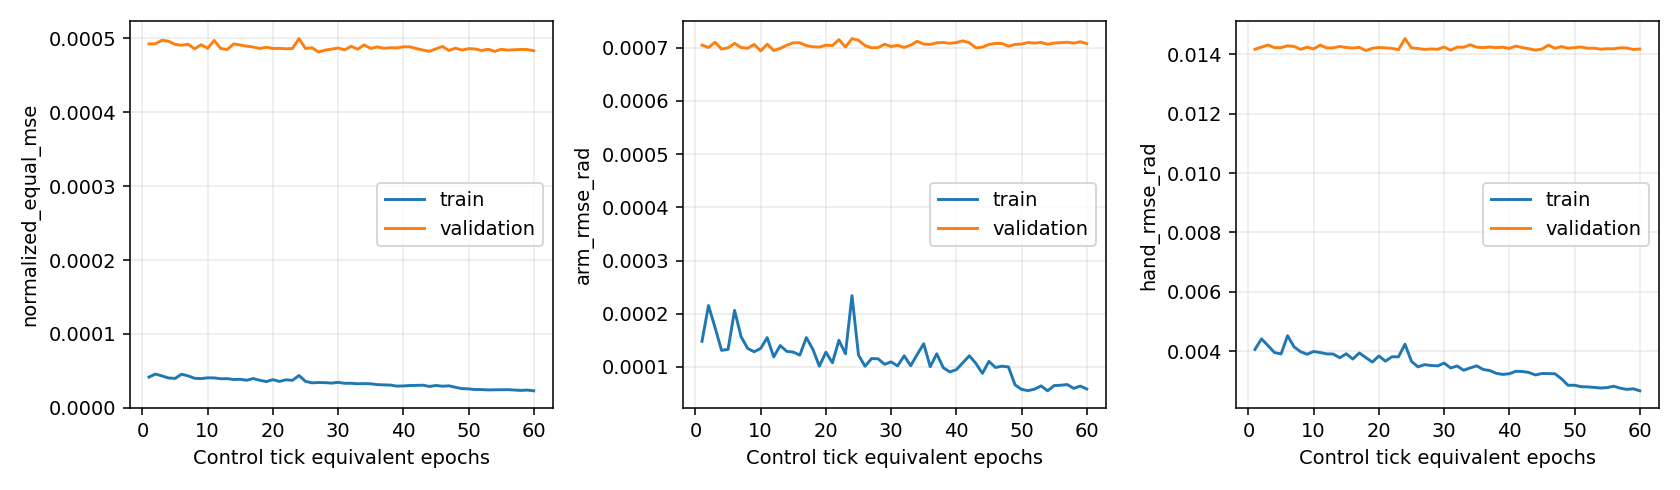 normalized_equal_mse
0.0005
0.0004
0.0003
0.0002
0.0001
0.0000
train
validation
0 10 20 30 40 50 60
Control tick equivalent epochs
arm_rmse_rad
0.0007
0.0006
0.0005
0.0004
0.0003
0.0002
0.0001
train
validation
0 10 20 30 40 50 60
Control tick equivalent epochs
hand_rmse_rad
0.014
0.012
0.010
0.008
0.006
0.004
train
validation
0 10 20 30 40 50 60
Control tick equivalent epochs